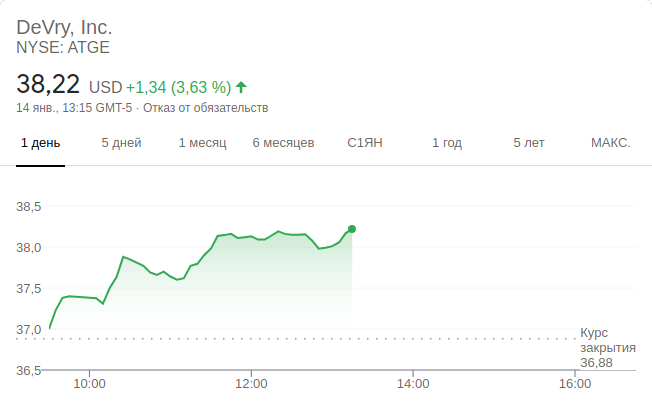 DeVry, Inc.
NYSE: ATGE
38,22 USD +1,34 (3,63 %)
14 янв., 13:15 GMT-5 · Отказ от обязательств
1 день 5 дней 1 месяц 6 месяцев С1ЯН 1 год 5 лет МАКС.
38,5
38,0
37,5
37,0
Курс
закрытия
36,88
36,5
10:00 12:00 14:00 16:00